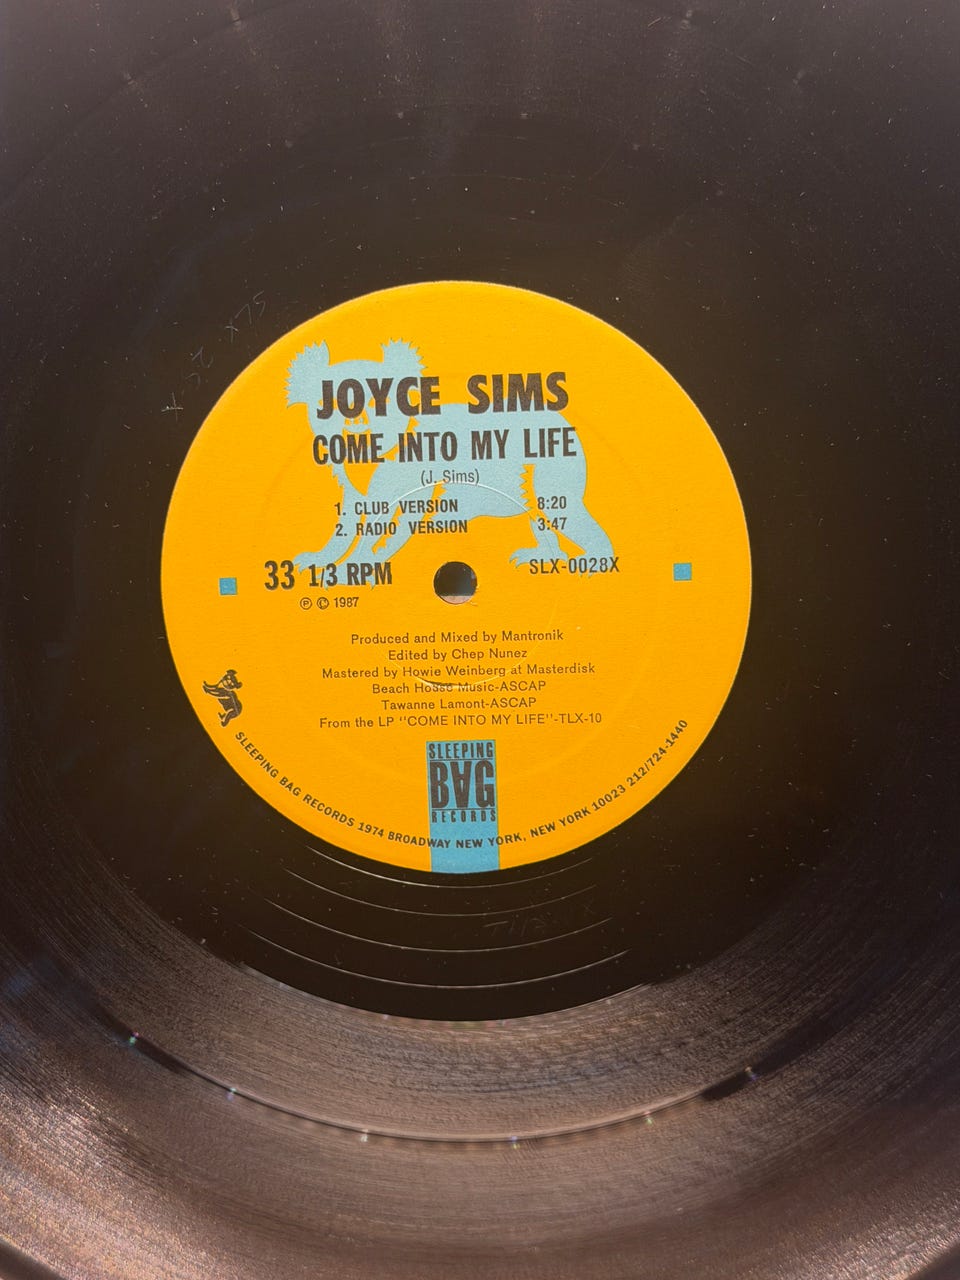 JOYCE SIMS
COME INTO MY LIFE
(J. Sims)
1. CLUB VERSION 8:20
2. RADIO VERSION 3:47
33 1/3 RPM SLX-0028X
Ⓟ © 1987
Produced and Mixed by Mantronik
Edited by Chep Nunez
Mastered by Howie Weinberg at Masterdisk
Beach House Music-ASCAP
Tawanne Lamont-ASCAP
From the LP "COME INTO MY LIFE"-TLX-10
SLEEPING
BAG
RECORDS
SLEEPING BAG RECORDS 1974 BROADWAY NEW YORK, NEW YORK 10023 212/724-1440